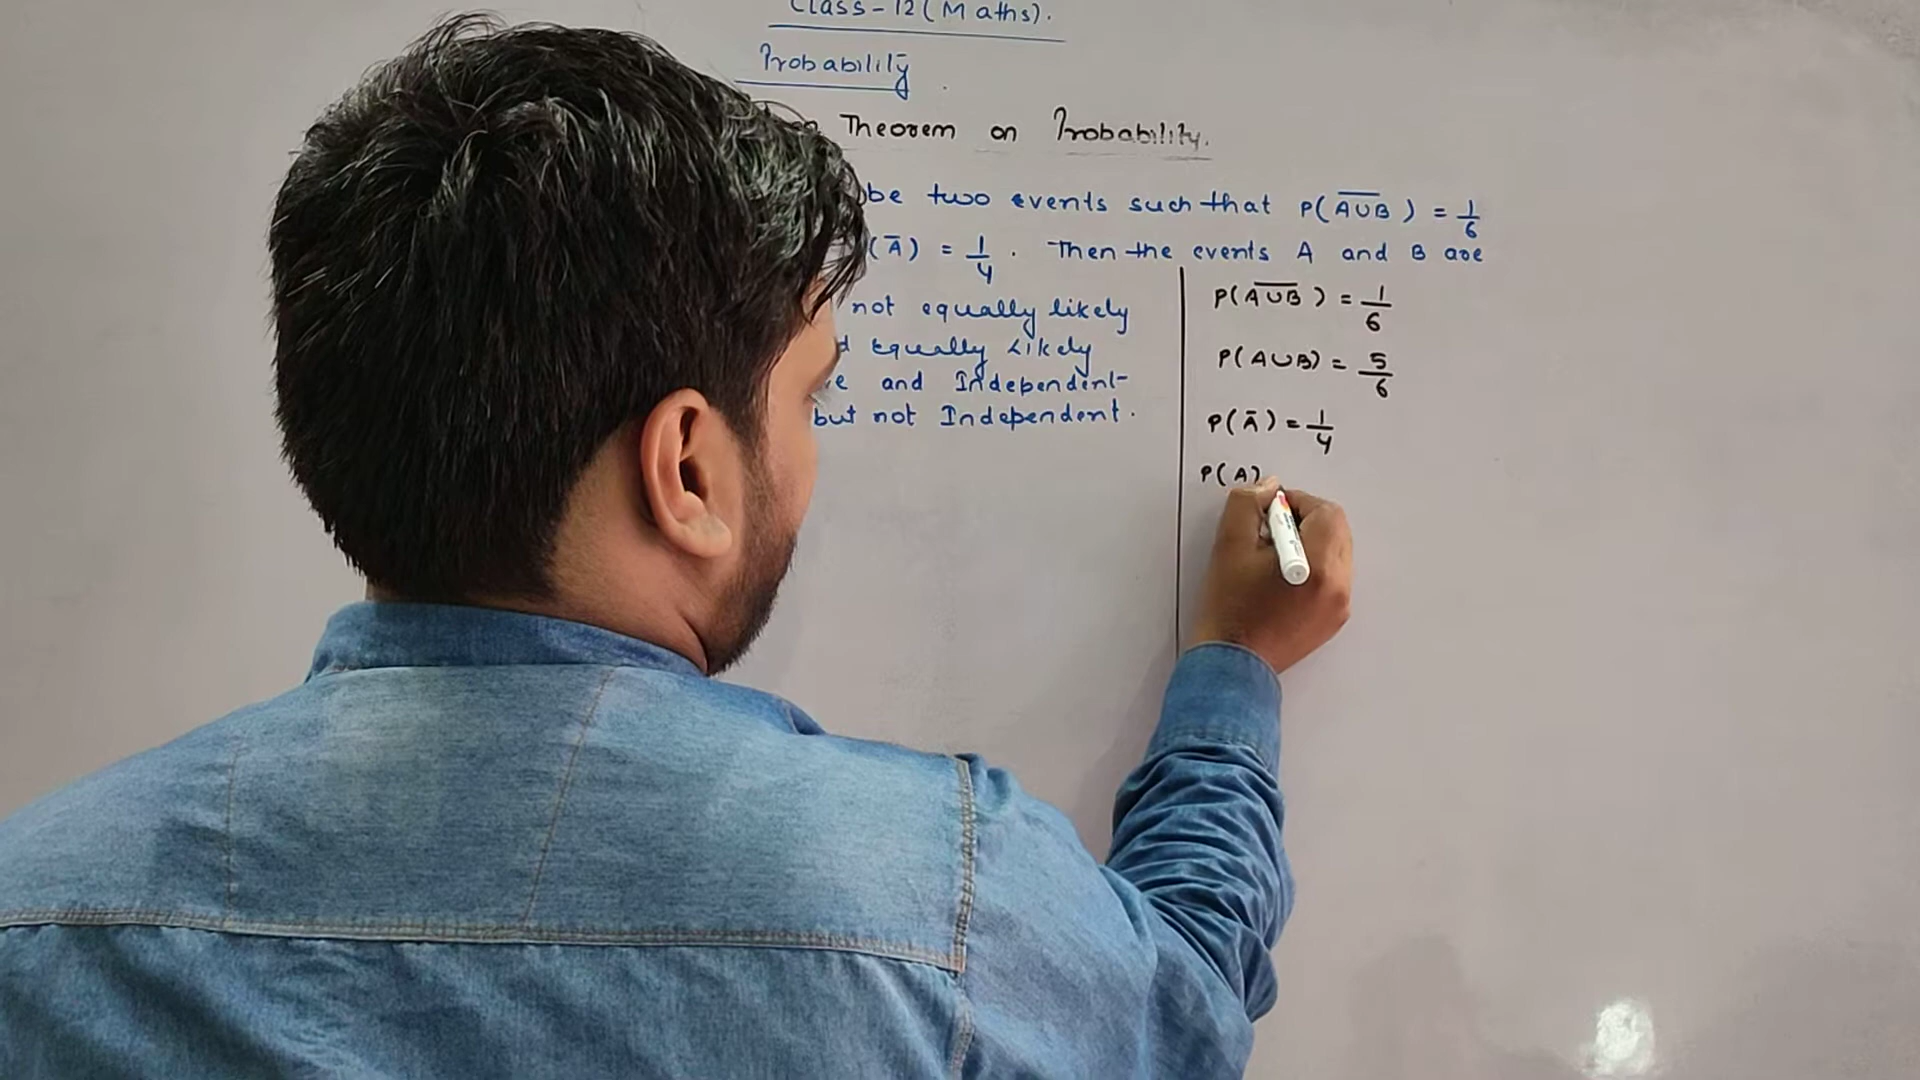 Class-12 (Maths).
Probability
Theorem on Probability.
be two events such that P(A̅∪̅B̅) = 1/6
(A̅) = 1/4. Then the events A and B are
not equally likely
Equally Likely
and Independent
but not Independent.
P(A̅∪̅B̅) = 1/6
P(A∪B) = 5/6
P(A̅) = 1/4
P(A)